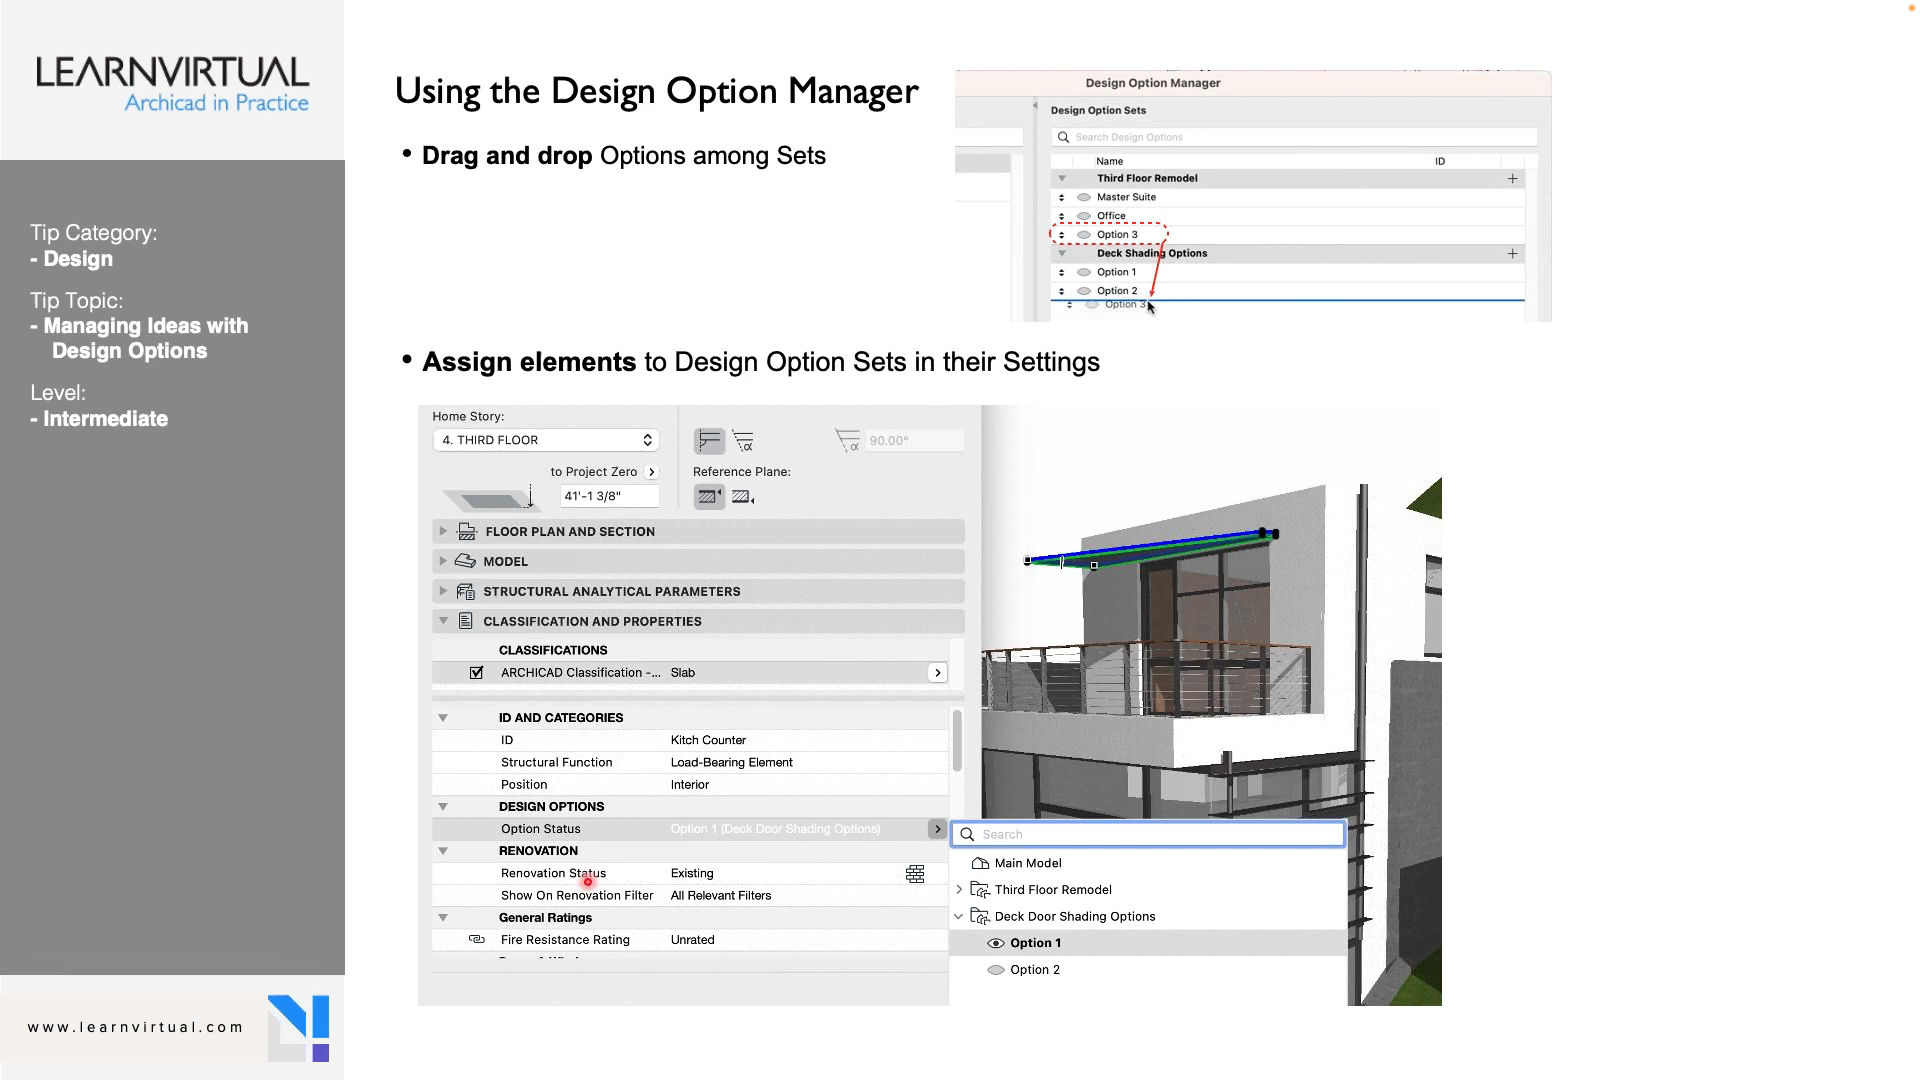 LEARNVIRTUAL
Archicad in Practice
Tip Category:
- Design
Tip Topic:
- Managing Ideas with
Design Options
Level:
- Intermediate
www.learnvirtual.com
Using the Design Option Manager
• Drag and drop Options among Sets
Design Option Manager
Design Option Sets
Search Design Options
Name ID
Third Floor Remodel
Master Suite
Office
Option 3
Deck Shading Options
Option 1
Option 2
Option 3
• Assign elements to Design Option Sets in their Settings
Home Story:
4. THIRD FLOOR
α α 90.00°
to Project Zero
Reference Plane:
41'-1 3/8"
FLOOR PLAN AND SECTION
MODEL
STRUCTURAL ANALYTICAL PARAMETERS
CLASSIFICATION AND PROPERTIES
CLASSIFICATIONS
ARCHICAD Classification -... Slab
ID AND CATEGORIES
ID Kitch Counter
Structural Function Load-Bearing Element
Position Interior
DESIGN OPTIONS
Option Status Option 1 (Deck Door Shading Options)
RENOVATION
Renovation Status Existing
Show On Renovation Filter All Relevant Filters
General Ratings
Fire Resistance Rating Unrated
Search
Main Model
Third Floor Remodel
Deck Door Shading Options
Option 1
Option 2